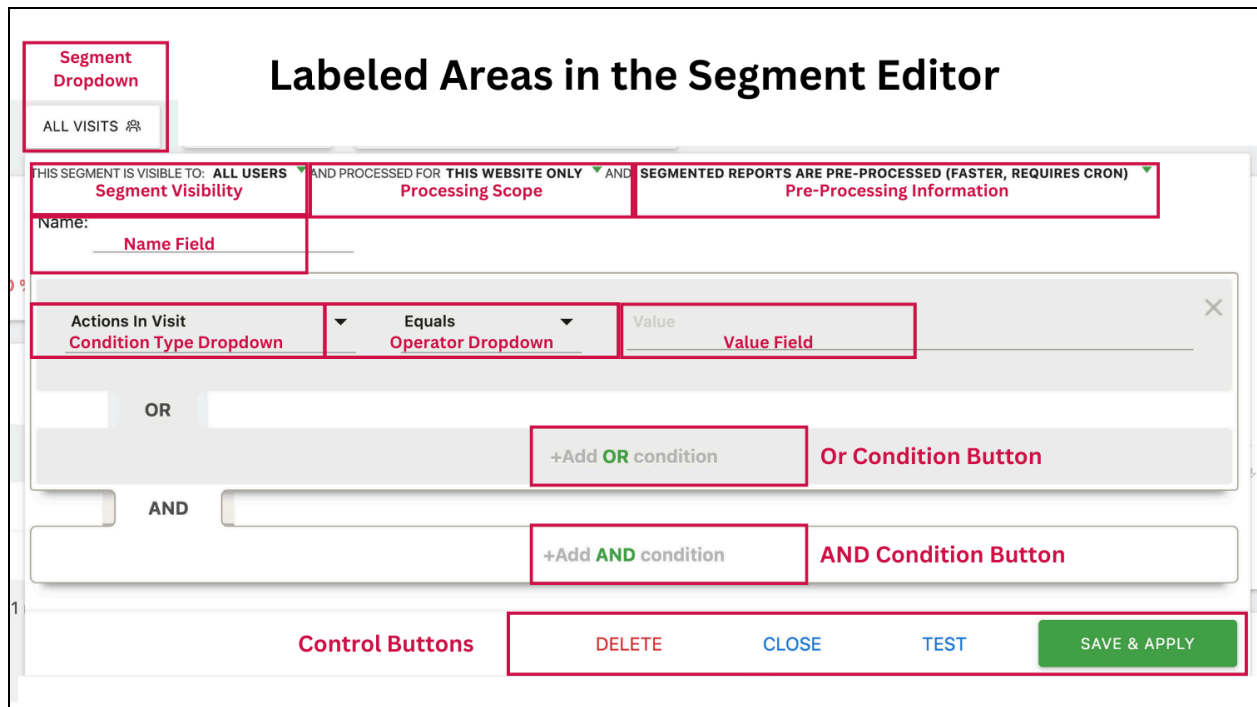 Segment
Dropdown
Labeled Areas in the Segment Editor
ALL VISITS
THIS SEGMENT IS VISIBLE TO: ALL USERS AND PROCESSED FOR THIS WEBSITE ONLY AND SEGMENTED REPORTS ARE PRE-PROCESSED (FASTER, REQUIRES CRON)
Segment Visibility Processing Scope Pre-Processing Information
Name:
Name Field
%
Actions In Visit Equals Value
Condition Type Dropdown Operator Dropdown Value Field
OR
+Add OR condition Or Condition Button
AND
+Add AND condition AND Condition Button
1
Control Buttons DELETE CLOSE TEST SAVE & APPLY